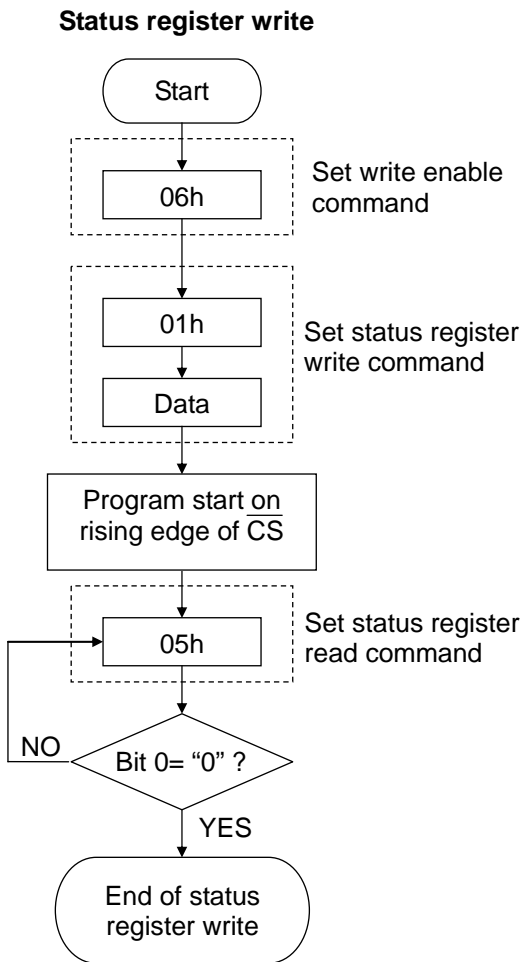 Status register write
Start
06h
Set write enable
command
01h
Set status register
write command
Data
Program start on
rising edge of C̅S̅
05h
Set status register
read command
NO
Bit 0= “0” ?
YES
End of status
register write